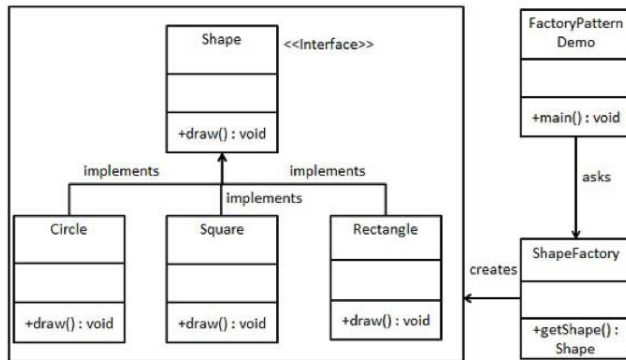 Shape
<<Interface>>
+draw() : void
implements
implements
implements
Circle
+draw() : void
Square
+draw() : void
Rectangle
+draw() : void
FactoryPattern
Demo
+main() : void
asks
creates
ShapeFactory
+getShape() :
Shape